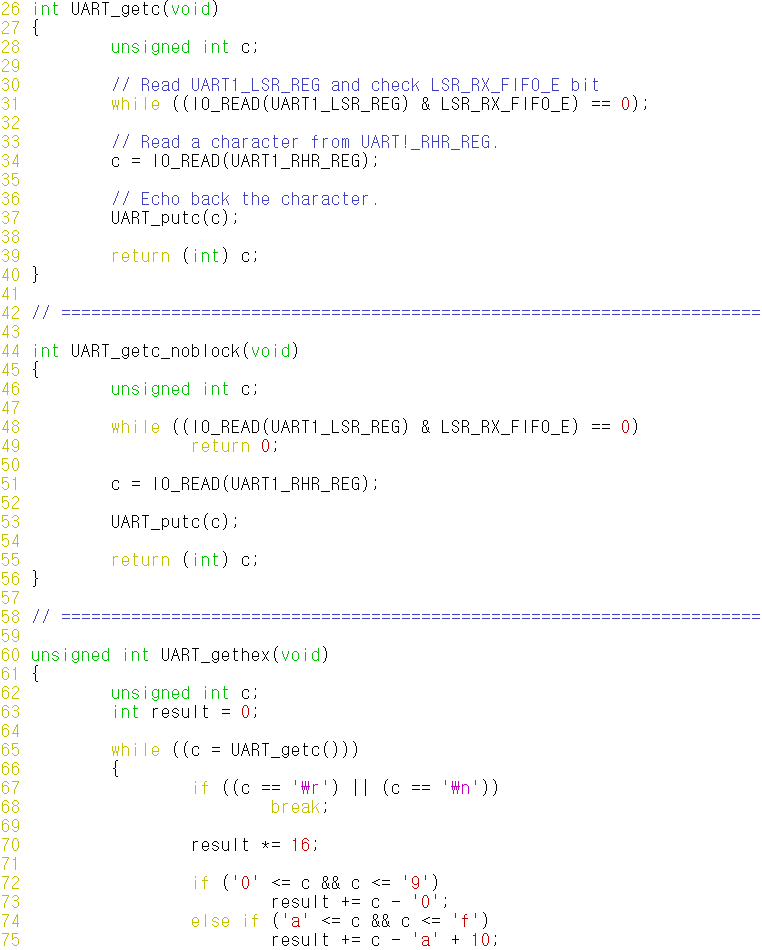 26 int UART_getc(void)
27 {
28         unsigned int c;
29
30         // Read UART1_LSR_REG and check LSR_RX_FIFO_E bit
31         while ((IO_READ(UART1_LSR_REG) & LSR_RX_FIFO_E) == 0);
32
33         // Read a character from UART!_RHR_REG.
34         c = IO_READ(UART1_RHR_REG);
35
36         // Echo back the character.
37         UART_putc(c);
38
39         return (int) c;
40 }
41
42 // ======================================================================
43
44 int UART_getc_noblock(void)
45 {
46         unsigned int c;
47
48         while ((IO_READ(UART1_LSR_REG) & LSR_RX_FIFO_E) == 0)
49                 return 0;
50
51         c = IO_READ(UART1_RHR_REG);
52
53         UART_putc(c);
54
55         return (int) c;
56 }
57
58 // ======================================================================
59
60 unsigned int UART_gethex(void)
61 {
62         unsigned int c;
63         int result = 0;
64
65         while ((c = UART_getc()))
66         {
67                 if ((c == '₩r') || (c == '₩n'))
68                         break;
69
70                 result *= 16;
71
72                 if ('0' <= c && c <= '9')
73                         result += c - '0';
74                 else if ('a' <= c && c <= 'f')
75                         result += c - 'a' + 10;